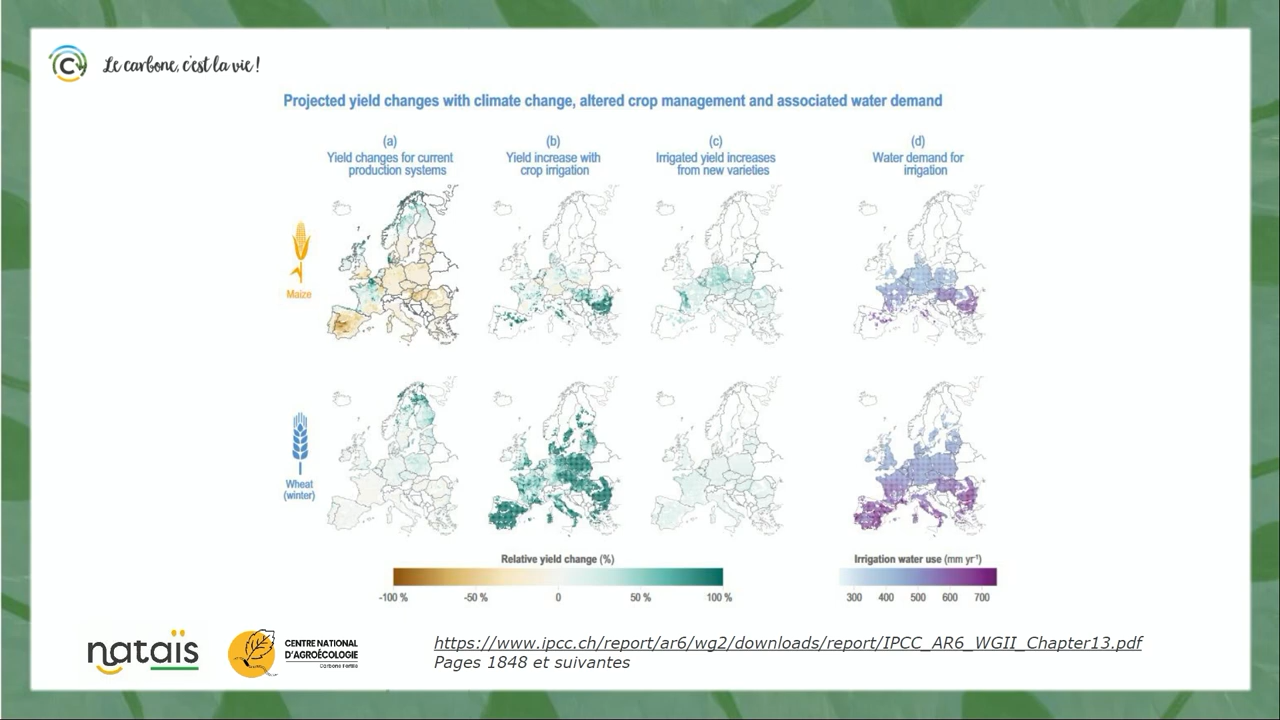 C
Le carbone, c'est la vie !
Projected yield changes with climate change, altered crop management and associated water demand
(a)
Yield changes for current
production systems
(b)
Yield increase with
crop irrigation
(c)
Irrigated yield increases
from new varieties
(d)
Water demand for
irrigation
Maize
Wheat
(winter)
Relative yield change (%)
-100 %
-50 %
0
50 %
100 %
Irrigation water use (mm yr⁻¹)
300
400
500
600
700
nataïs
CENTRE NATIONAL
D'AGROÉCOLOGIE
Carbone Fertile
https://www.ipcc.ch/report/ar6/wg2/downloads/report/IPCC_AR6_WGII_Chapter13.pdf
Pages 1848 et suivantes